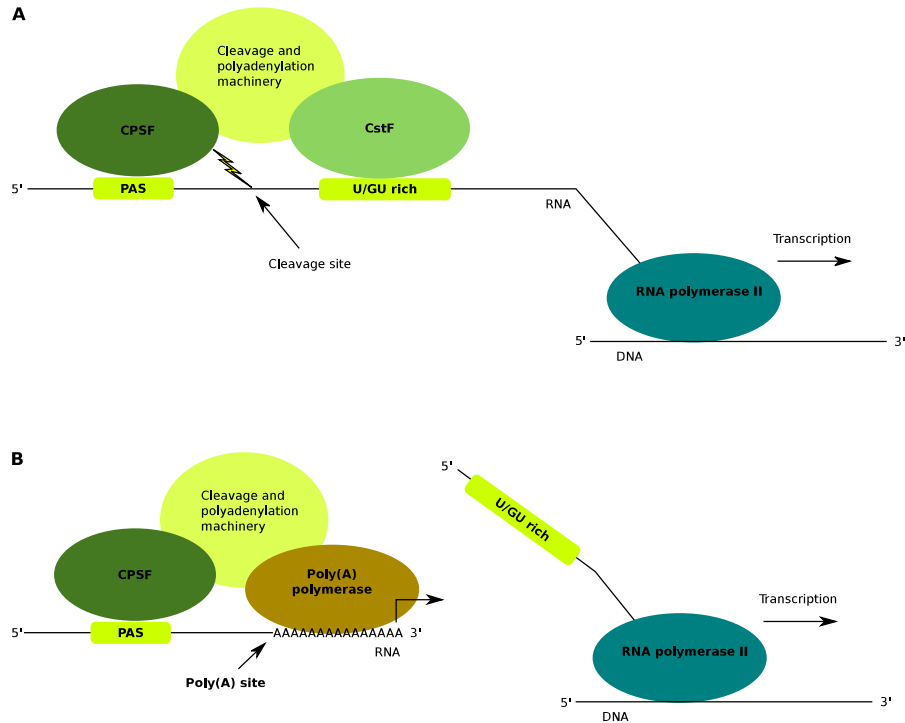 A
Cleavage and
polyadenylation
machinery
CPSF
CstF
5'
PAS
U/GU rich
RNA
Cleavage site
Transcription
RNA polymerase II
5'
3'
DNA
B
5'
U/GU rich
Cleavage and
polyadenylation
machinery
CPSF
Poly(A)
polymerase
Transcription
5'
PAS
AAAAAAAAAAAAAAA
3'
RNA
RNA polymerase II
Poly(A) site
5'
3'
DNA